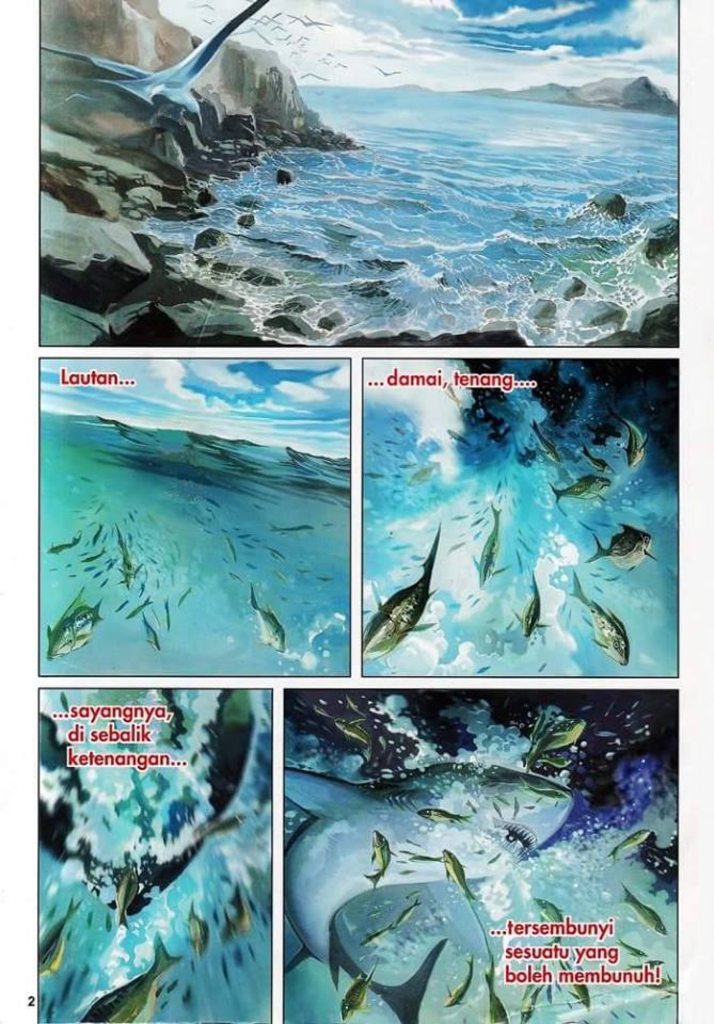 Lautan...
...damai, tenang....
...sayangnya,
di sebalik
ketenangan...
...tersembunyi
sesuatu yang
boleh membunuh!
2